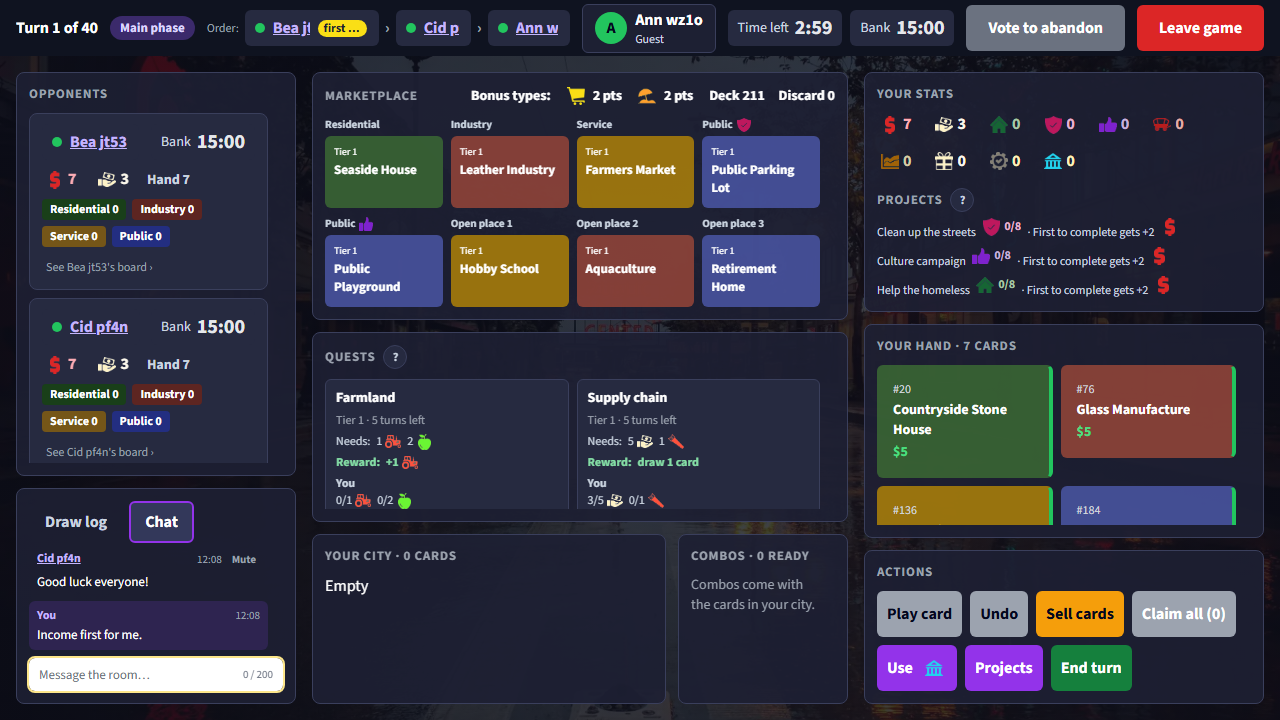 Turn 1 of 40
Main phase
Order:
Bea jt
first ...
›
Cid p
›
Ann w
A
Ann wz1o
Guest
Time left 2:59
Bank 15:00
Vote to abandon
Leave game
OPPONENTS
Bea jt53
Bank 15:00
7
3
Hand 7
Residential 0
Industry 0
Service 0
Public 0
See Bea jt53's board ›
Cid pf4n
Bank 15:00
7
3
Hand 7
Residential 0
Industry 0
Service 0
Public 0
See Cid pf4n's board ›
Draw log
Chat
Cid pf4n
12:08
Mute
Good luck everyone!
You
12:08
Income first for me.
Message the room…
0 / 200
MARKETPLACE
Bonus types:
2 pts
2 pts
Deck 211
Discard 0
Residential
Tier 1
Seaside House
Industry
Tier 1
Leather Industry
Service
Tier 1
Farmers Market
Public
Tier 1
Public Parking
Lot
Public
Tier 1
Public
Playground
Open place 1
Tier 1
Hobby School
Open place 2
Tier 1
Aquaculture
Open place 3
Tier 1
Retirement
Home
QUESTS
?
Farmland
Tier 1 · 5 turns left
Needs: 1 2
Reward: +1
You
0/1 0/2
Supply chain
Tier 1 · 5 turns left
Needs: 5 1
Reward: draw 1 card
You
3/5 0/1
YOUR CITY · 0 CARDS
Empty
COMBOS · 0 READY
Combos come with
the cards in your city.
YOUR STATS
7
3
0
0
0
0
0
0
0
0
PROJECTS
?
Clean up the streets 0/8 · First to complete gets +2
Culture campaign 0/8 · First to complete gets +2
Help the homeless 0/8 · First to complete gets +2
YOUR HAND · 7 CARDS
#20
Countryside Stone
House
$5
#76
Glass Manufacture
$5
#136
#184
ACTIONS
Play card
Undo
Sell cards
Claim all (0)
Use
Projects
End turn